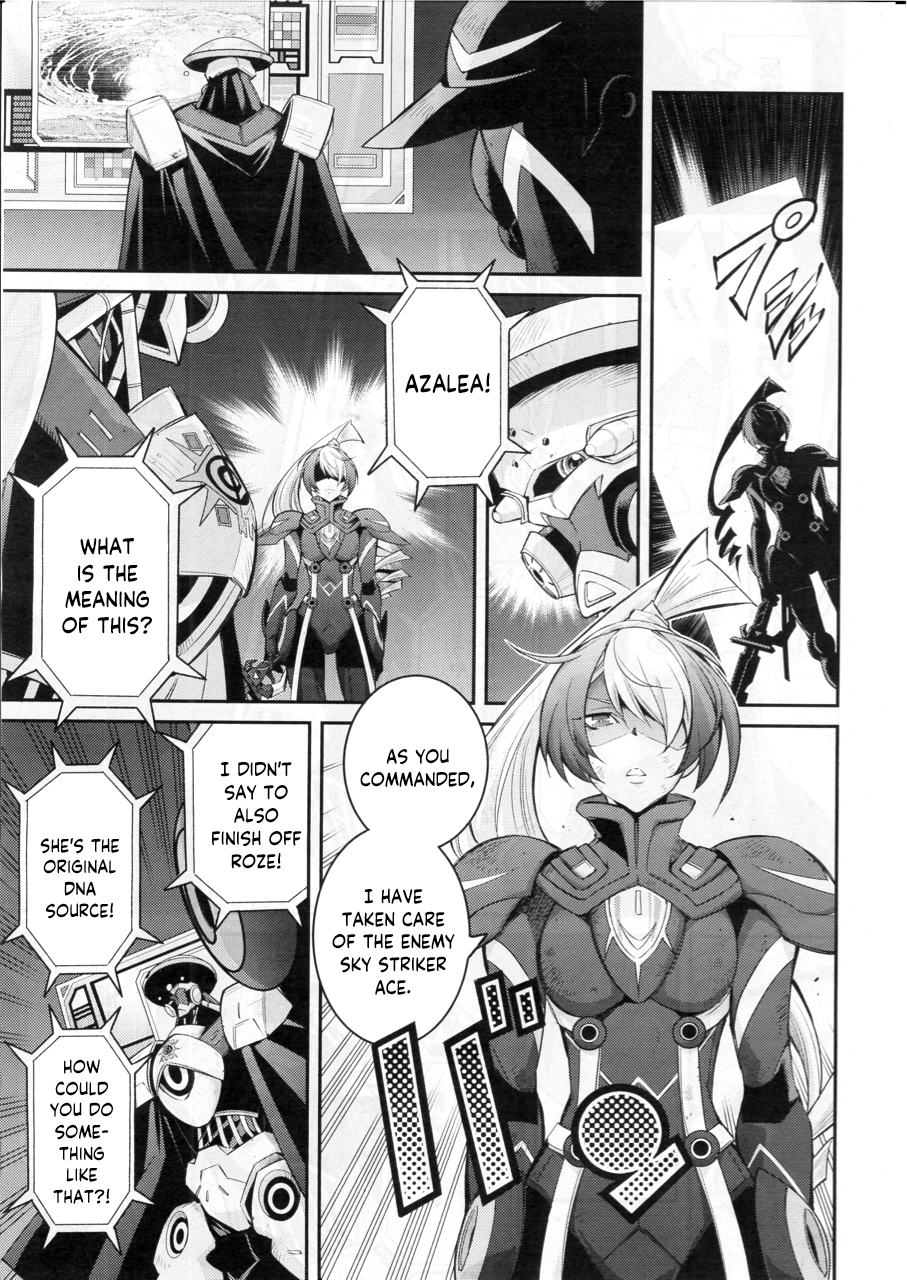 AZALEA!
WHAT
IS THE
MEANING
OF THIS?
AS YOU
COMMANDED,
I HAVE
TAKEN CARE
OF THE ENEMY
SKY STRIKER
ACE.
I DIDN'T
SAY TO
ALSO
FINISH OFF
ROZE!
SHE'S THE
ORIGINAL
DNA
SOURCE!
HOW
COULD
YOU DO
SOME-
THING
LIKE
THAT?!